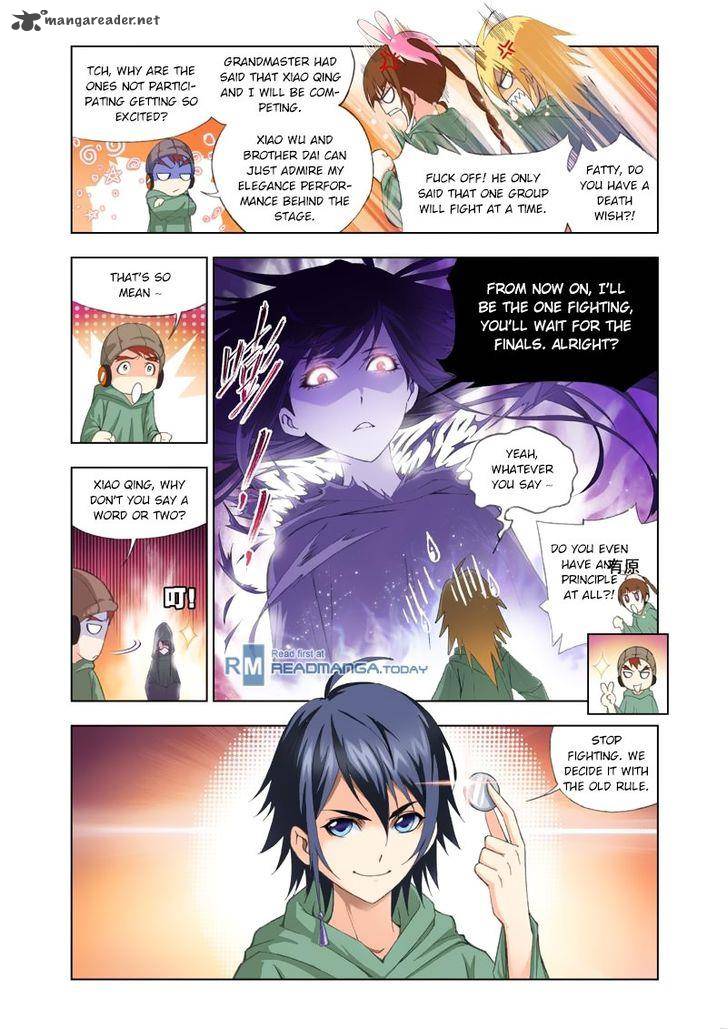 mangareader.net
TCH, WHY ARE THE
ONES NOT PARTICI-
PATING GETTING SO
EXCITED?
GRANDMASTER HAD
SAID THAT XIAO QING
AND I WILL BE COM-
PETING.
XIAO WU AND
BROTHER DAI CAN
JUST ADMIRE MY
ELEGANCE PERFOR-
MANCE BEHIND THE
STAGE.
FUCK OFF! HE ONLY
SAID THAT ONE GROUP
WILL FIGHT AT A TIME.
FATTY, DO
YOU HAVE A
DEATH
WISH?!
THAT'S SO
MEAN ~
FROM NOW ON, I'LL
BE THE ONE FIGHTING,
YOU'LL WAIT FOR THE
FINALS. ALRIGHT?
嘭!!
YEAH,
WHATEVER
YOU SAY ~
DO YOU EVEN
HAVE AN
PRINCIPLE
AT ALL?!
有原
XIAO QING, WHY
DON'T YOU SAY A
WORD OR TWO?
叮!
RM
Read first at
READMANGA.TODAY
STOP
FIGHTING. WE
DECIDE IT WITH
THE OLD RULE.